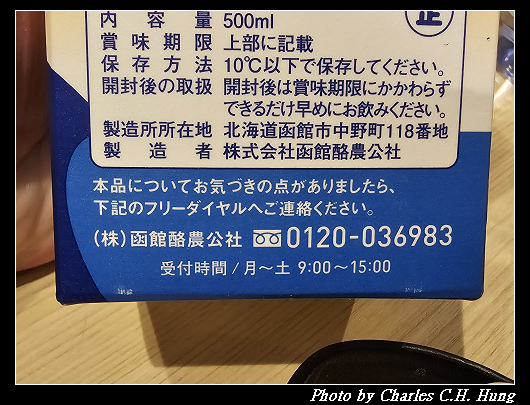 内容量 500ml
正
賞味期限 上部に記載
保存方法 10℃以下で保存してください。
開封後の取扱 開封後は賞味期限にかかわらず
できるだけ早めにお飲みください。
製造所所在地 北海道函館市中野町118番地
製造者 株式会社函館酪農公社
本品についてお気づきの点がありましたら、
下記のフリーダイヤルへご連絡ください。
(株)函館酪農公社 0120-036983
受付時間/月〜土 9:00〜15:00
Photo by Charles C.H. Hung